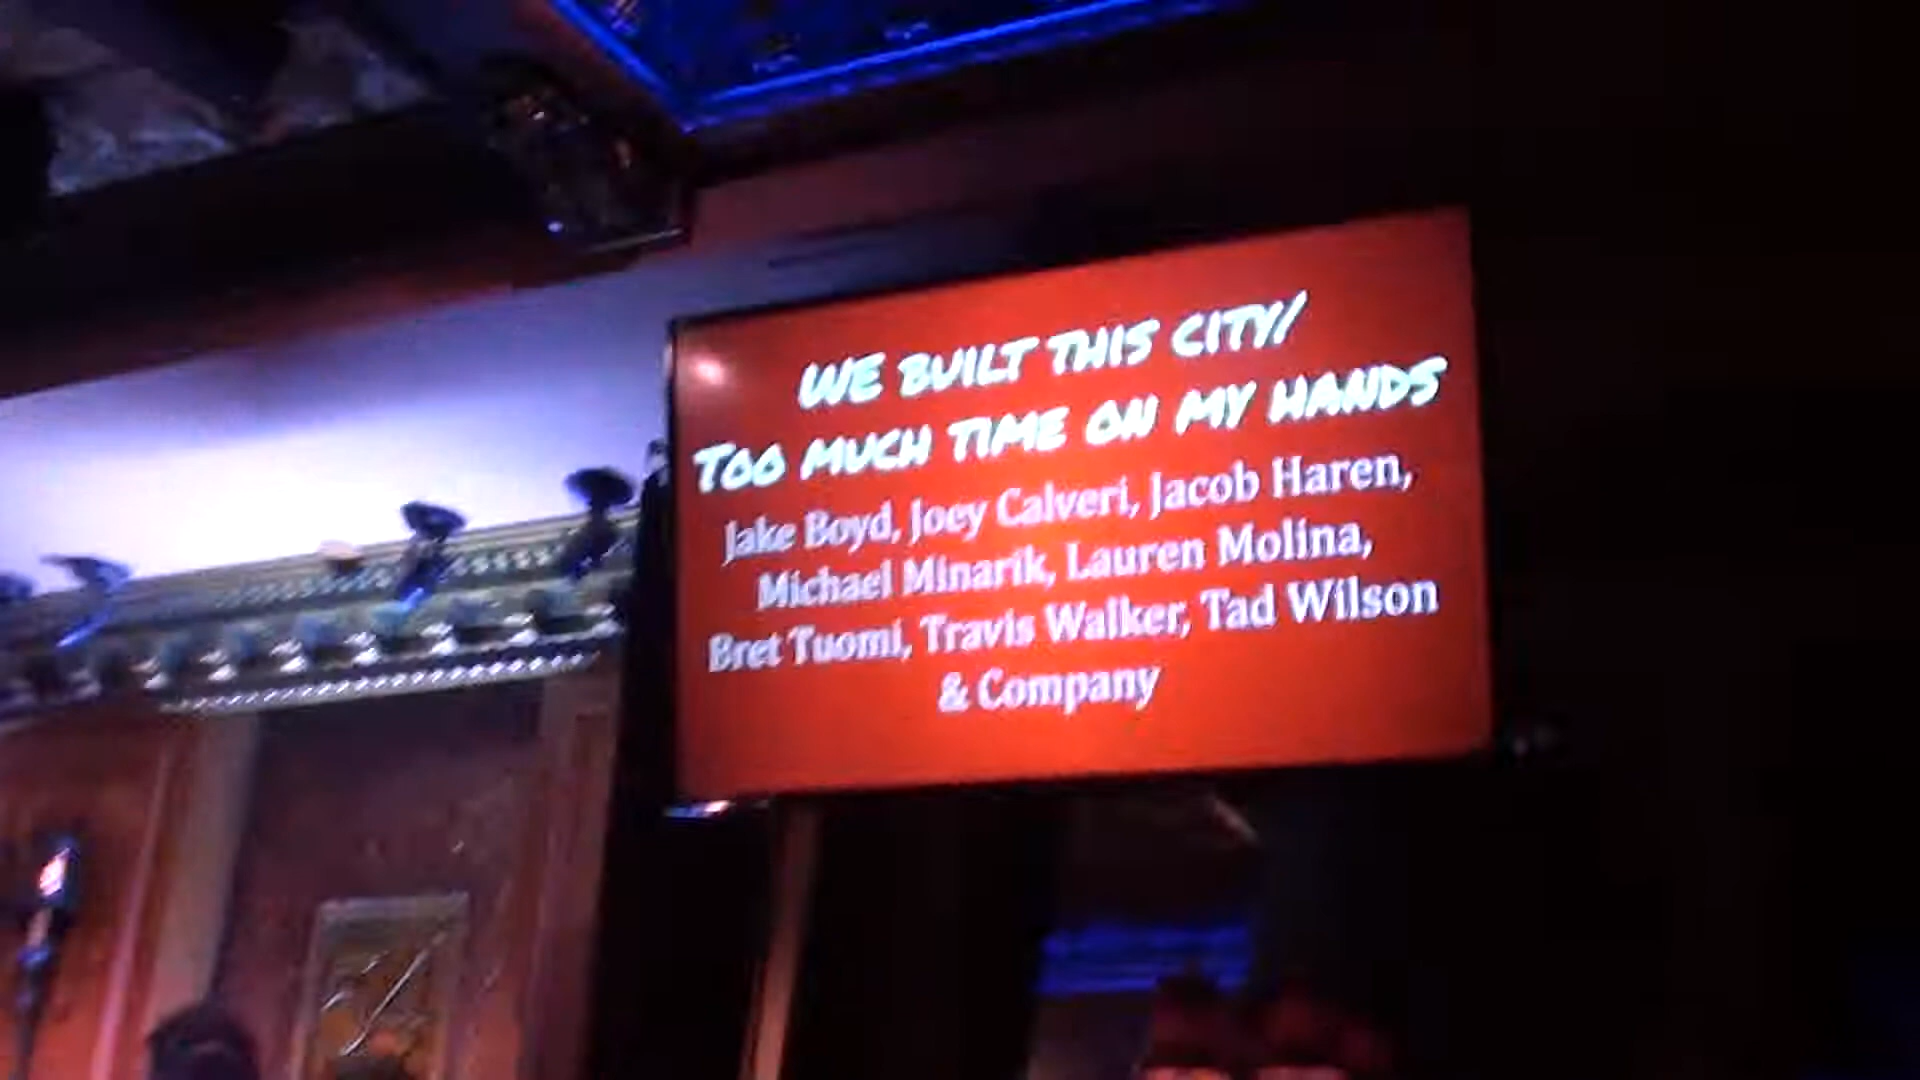 WE BUILT THIS CITY/
TOO MUCH TIME ON MY HANDS
Jake Boyd, Joey Calveri, Jacob Haren,
Michael Minarik, Lauren Molina,
Bret Tuomi, Travis Walker, Tad Wilson
& Company